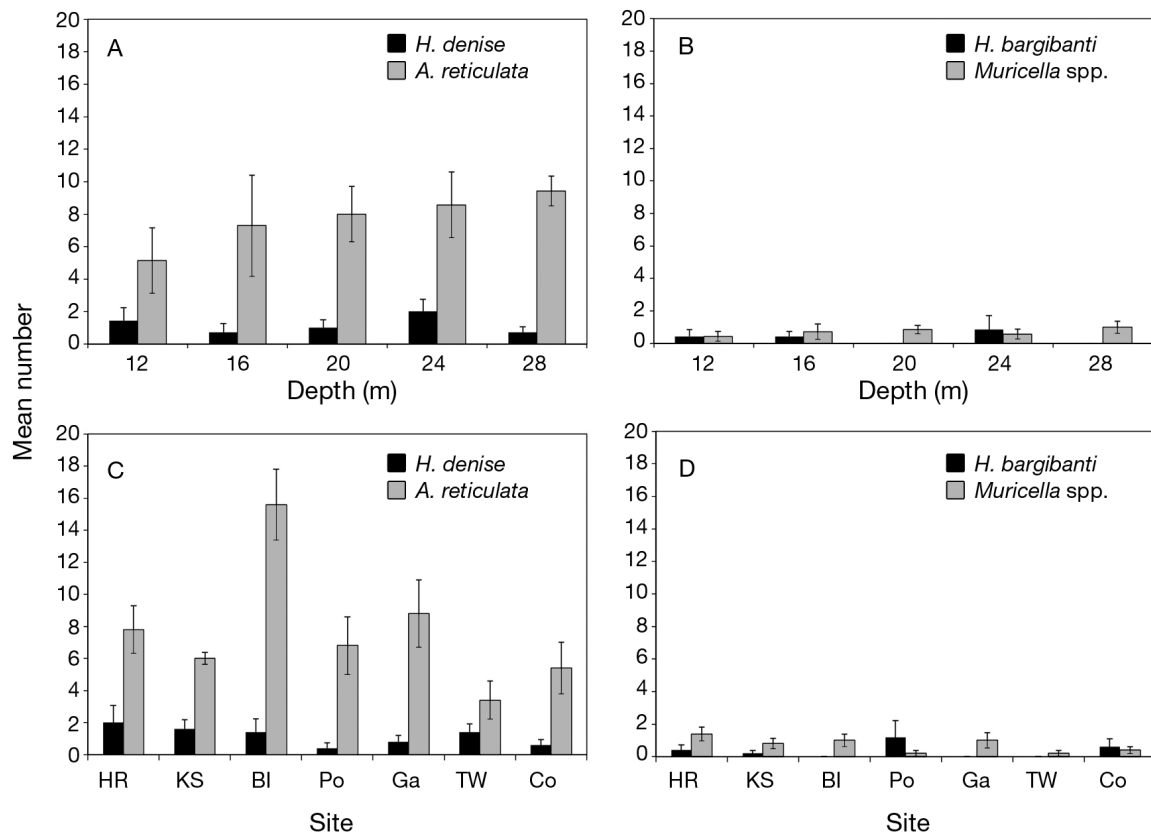 A
H. denise
A. reticulata
20
18
16
14
12
10
8
6
4
2
0
12 16 20 24 28
Depth (m)
B
H. bargibanti
Muricella spp.
20
18
16
14
12
10
8
6
4
2
0
12 16 20 24 28
Depth (m)
Mean number
C
H. denise
A. reticulata
20
18
16
14
12
10
8
6
4
2
0
HR KS BI Po Ga TW Co
Site
D
H. bargibanti
Muricella spp.
20
18
16
14
12
10
8
6
4
2
0
HR KS BI Po Ga TW Co
Site